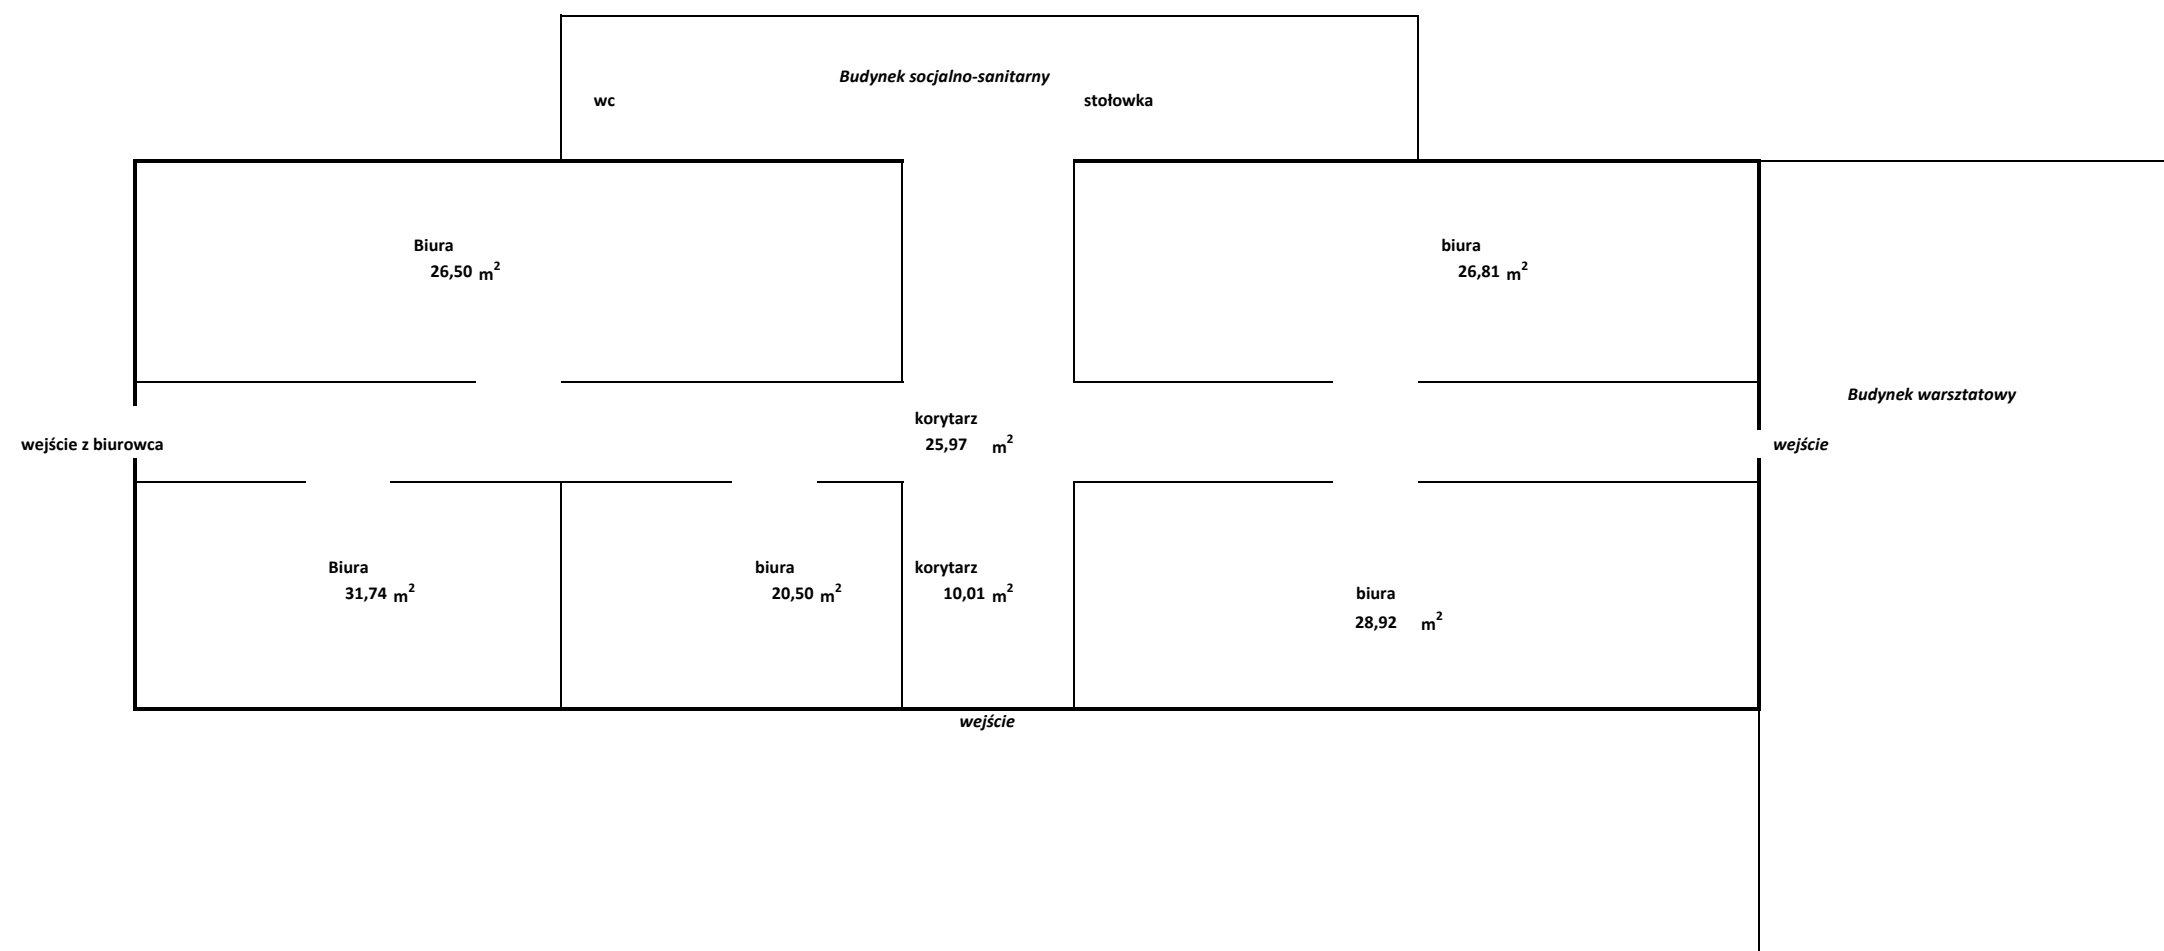 Budynek socjalno-sanitarny
wc stołowka
Biura biura
26,50 m² 26,81 m²
Budynek warsztatowy
korytarz
wejście z biurowca 25,97 m² wejście
Biura biura korytarz
31,74 m² 20,50 m² 10,01 m² biura
28,92 m²
wejście